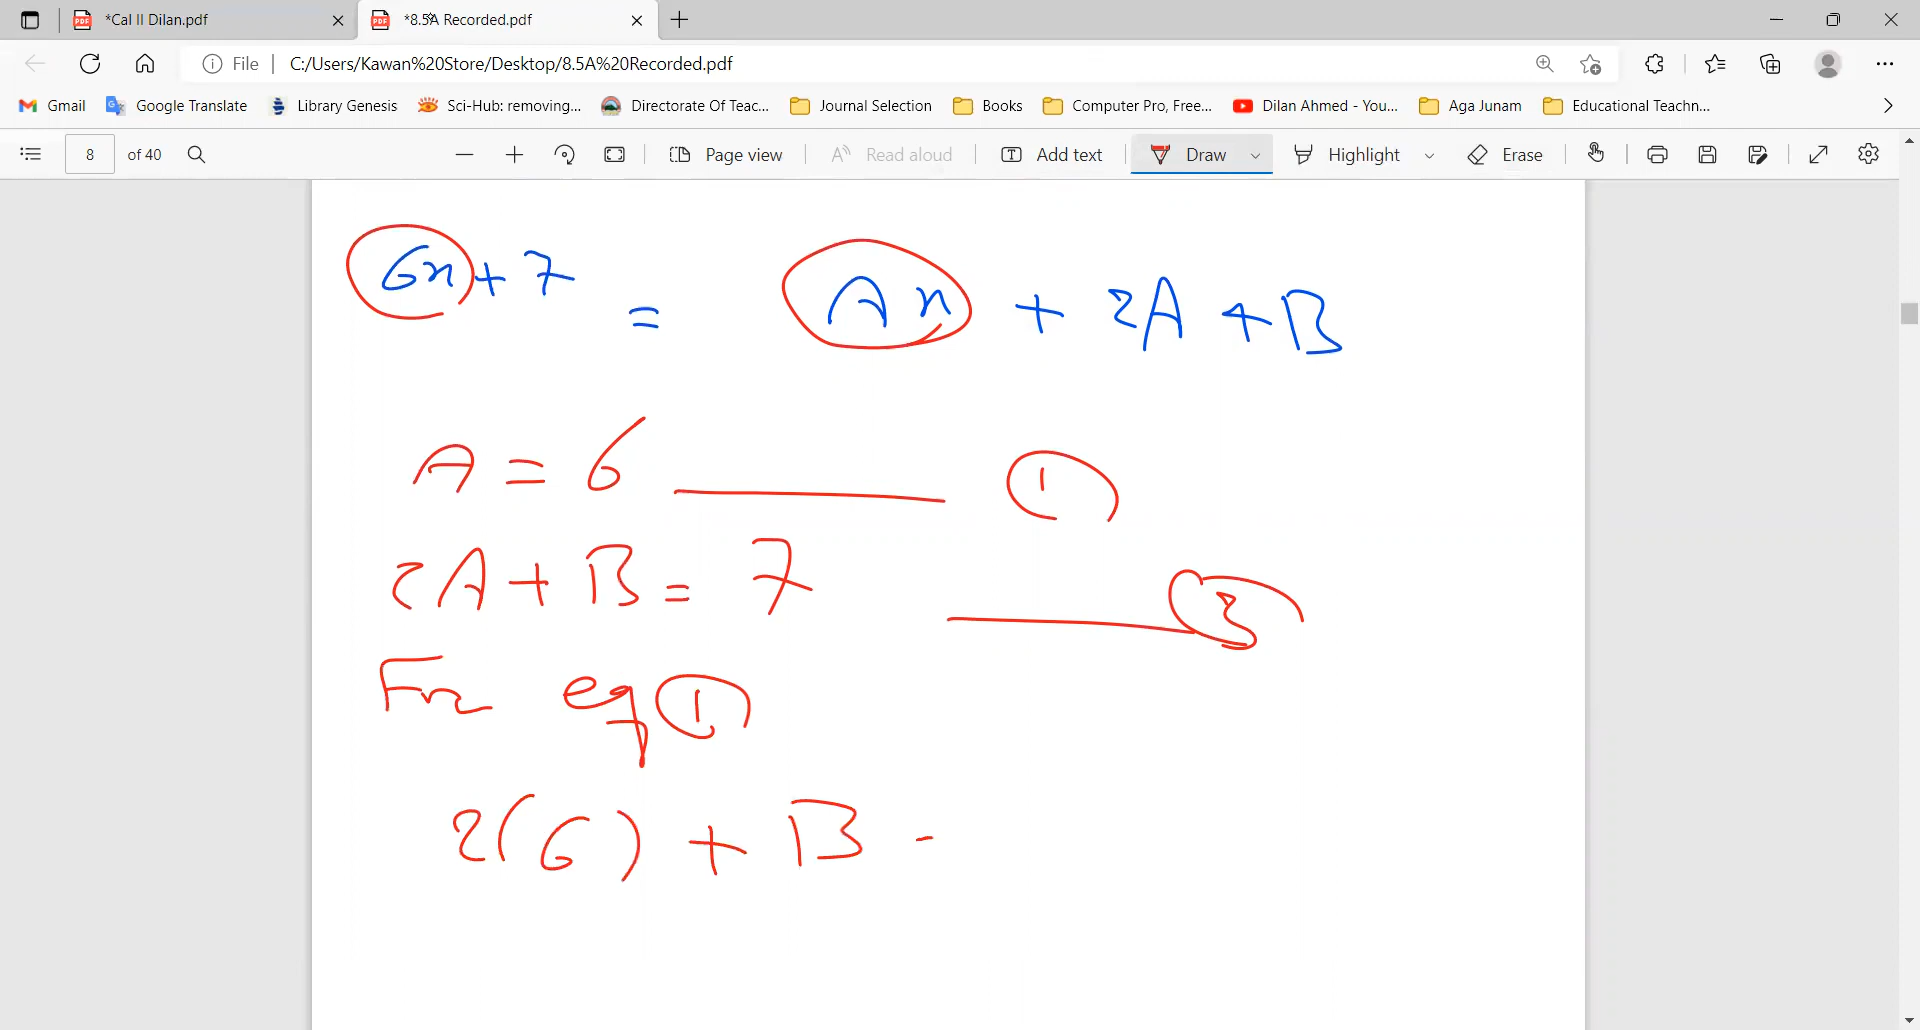 *Cal II Dilan.pdf
*8.5A Recorded.pdf
File C:/Users/Kawan%20Store/Desktop/8.5A%20Recorded.pdf
Gmail Google Translate Library Genesis Sci-Hub: removing... Directorate Of Teac... Journal Selection Books Computer Pro, Free... Dilan Ahmed - You... Aga Junam Educational Teachn...
8 of 40 Page view Read aloud Add text Draw Highlight Erase
6x + 7 = Ax + 2A + B
A = 6 ______ ①
2A + B = 7 ______
eq ①
2(6) + B -